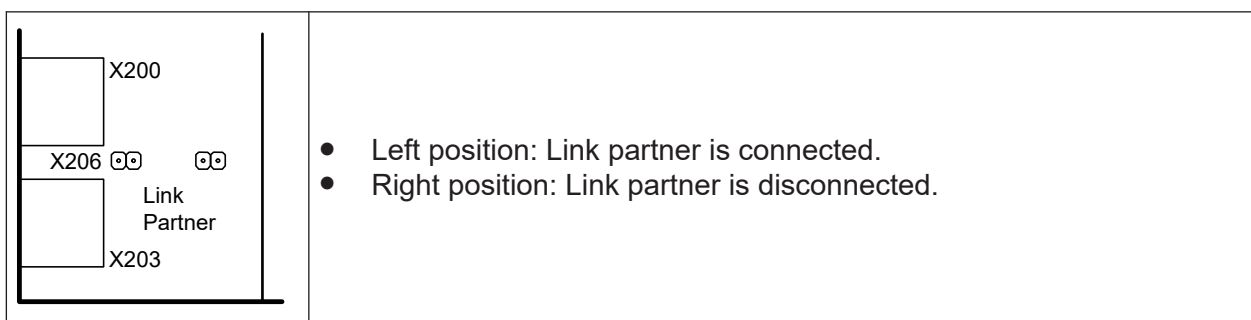 X200
X206
Link
Partner
X203
● Left position: Link partner is connected.
● Right position: Link partner is disconnected.